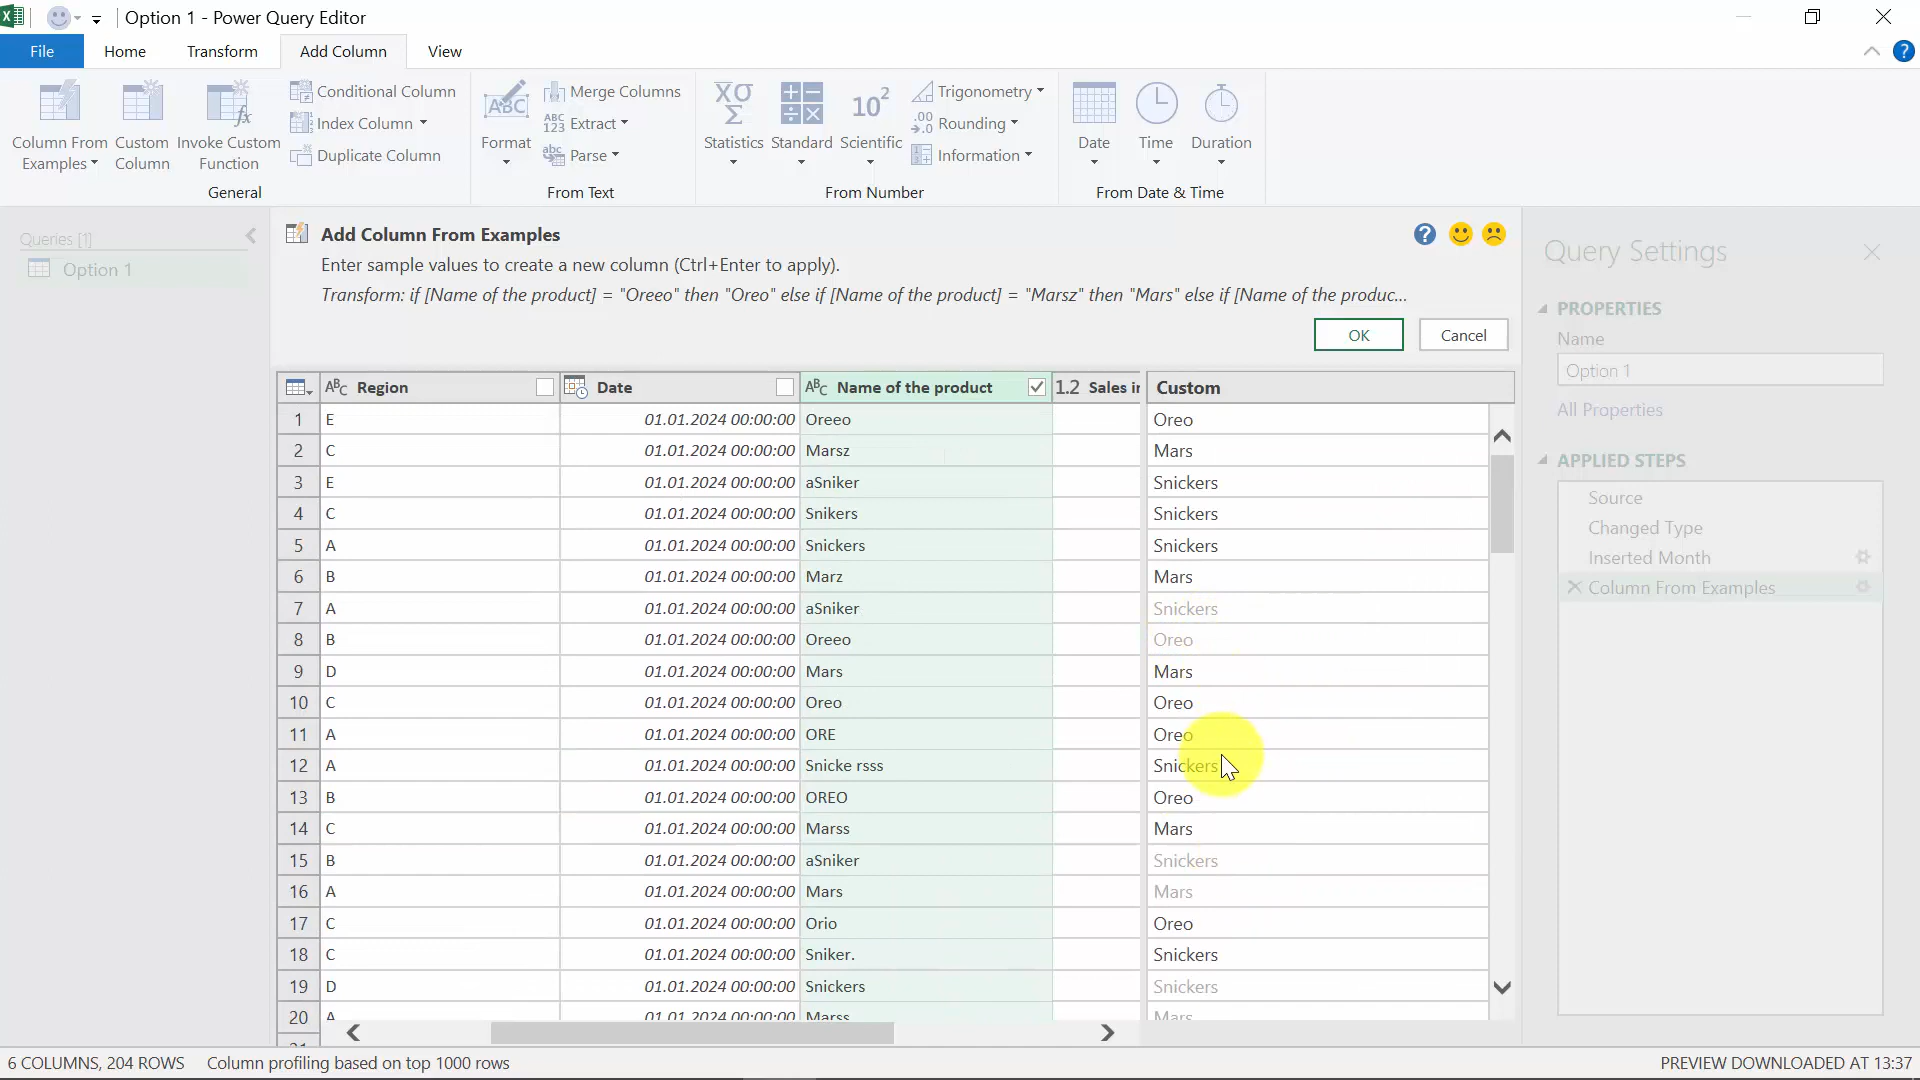 Option 1 - Power Query Editor
File Home Transform Add Column View
Column From Examples
Custom Column
Invoke Custom Function
Conditional Column
Index Column
Duplicate Column
General
Format
Merge Columns
Extract
Parse
From Text
Statistics
Standard
Scientific
Trigonometry
Rounding
Information
From Number
Date
Time
Duration
From Date & Time
Queries [1]
Option 1
Add Column From Examples
Enter sample values to create a new column (Ctrl+Enter to apply).
Transform: if [Name of the product] = "Oreeo" then "Oreo" else if [Name of the product] = "Marsz" then "Mars" else if [Name of the produc...
OK Cancel
Region Date Name of the product 1.2 Sales in Custom
1 E 01.01.2024 00:00:00 Oreeo Oreo
2 C 01.01.2024 00:00:00 Marsz Mars
3 E 01.01.2024 00:00:00 aSniker Snickers
4 C 01.01.2024 00:00:00 Snikers Snickers
5 A 01.01.2024 00:00:00 Snickers Snickers
6 B 01.01.2024 00:00:00 Marz Mars
7 A 01.01.2024 00:00:00 aSniker Snickers
8 B 01.01.2024 00:00:00 Oreeo Oreo
9 D 01.01.2024 00:00:00 Mars Mars
10 C 01.01.2024 00:00:00 Oreo Oreo
11 A 01.01.2024 00:00:00 ORE Oreo
12 A 01.01.2024 00:00:00 Snicke rsss Snickers
13 B 01.01.2024 00:00:00 OREO Oreo
14 C 01.01.2024 00:00:00 Marss Mars
15 B 01.01.2024 00:00:00 aSniker Snickers
16 A 01.01.2024 00:00:00 Mars Mars
17 C 01.01.2024 00:00:00 Orio Oreo
18 C 01.01.2024 00:00:00 Sniker. Snickers
19 D 01.01.2024 00:00:00 Snickers Snickers
20 A 01.01.2024 00:00:00 Marss Mars
Query Settings
PROPERTIES
Name
Option 1
All Properties
APPLIED STEPS
Source
Changed Type
Inserted Month
Column From Examples
6 COLUMNS, 204 ROWS Column profiling based on top 1000 rows PREVIEW DOWNLOADED AT 13:37